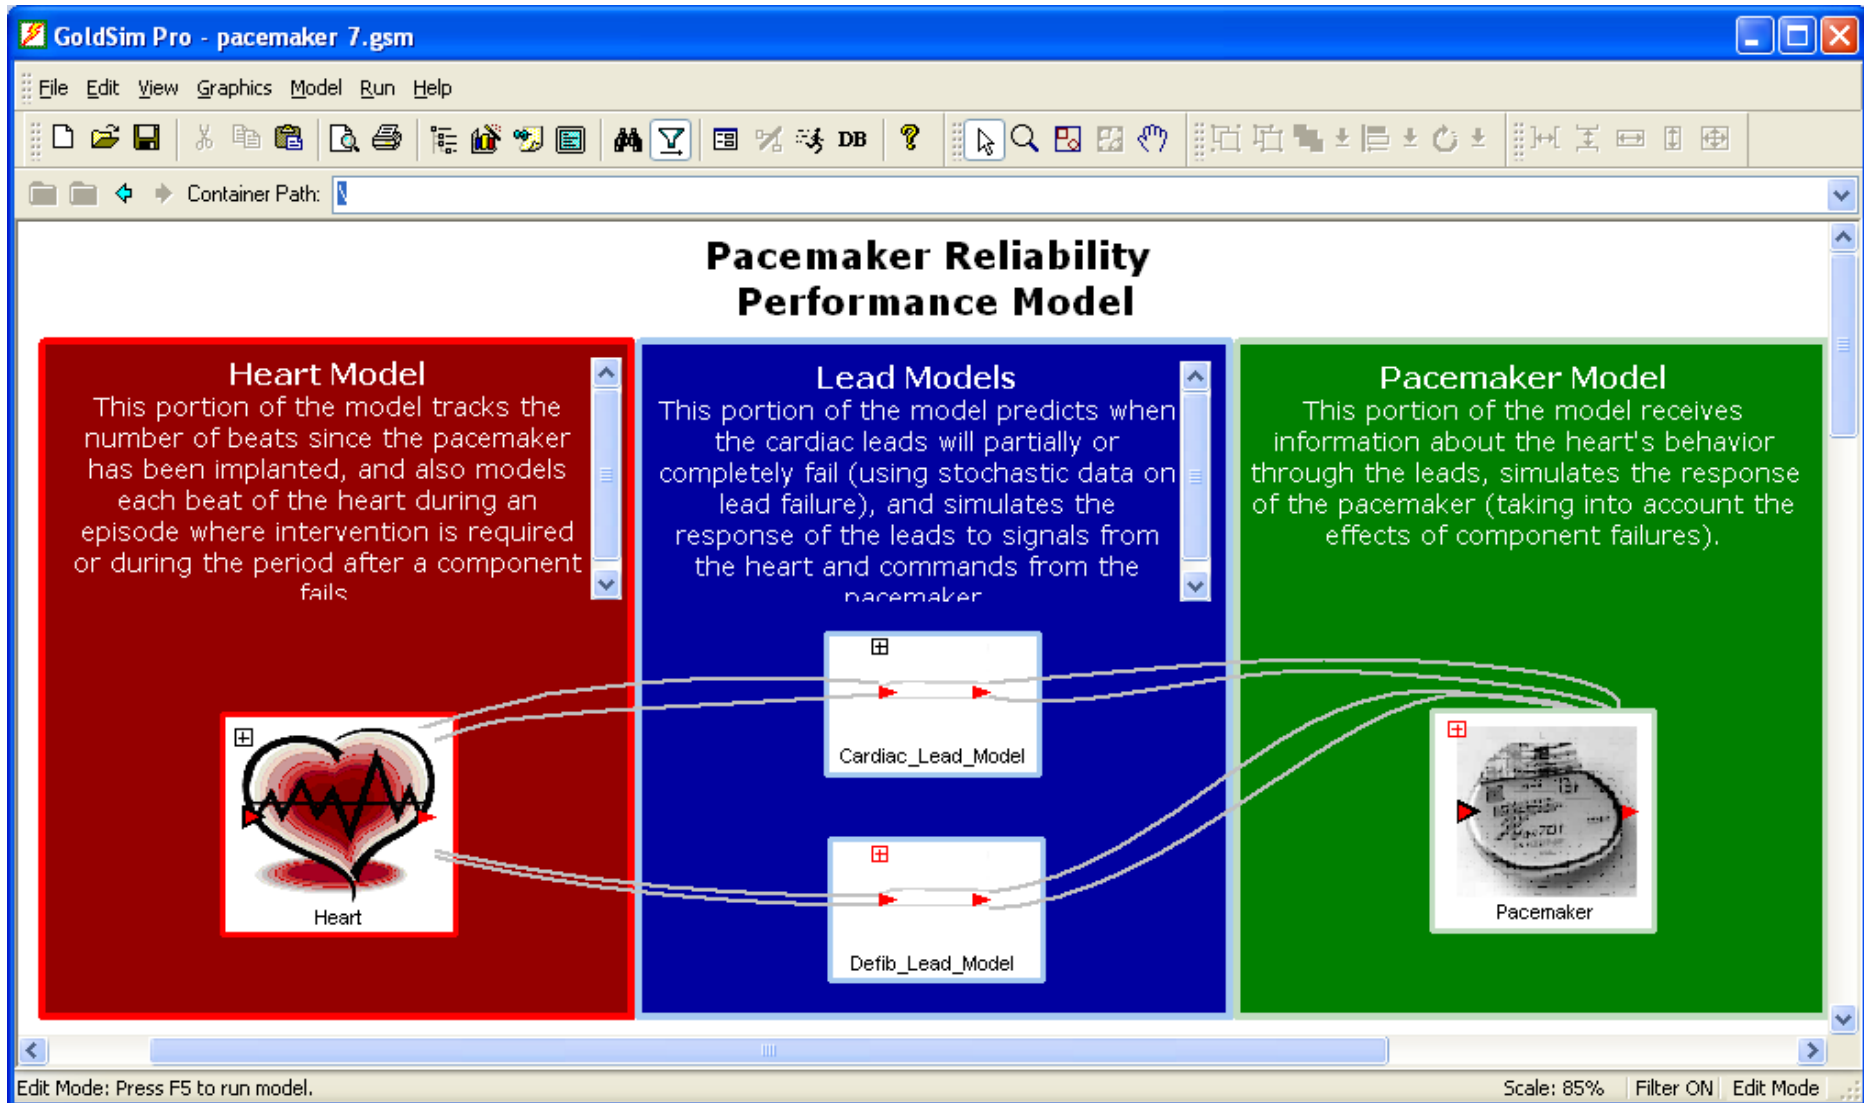 GoldSim Pro - pacemaker 7.gsm
File Edit View Graphics Model Run Help
DB
Container Path: \
Pacemaker Reliability
Performance Model
Heart Model
This portion of the model tracks the
number of beats since the pacemaker
has been implanted, and also models
each beat of the heart during an
episode where intervention is required
or during the period after a component
fails
Lead Models
This portion of the model predicts when
the cardiac leads will partially or
completely fail (using stochastic data on
lead failure), and simulates the
response of the leads to signals from
the heart and commands from the
pacemaker
Pacemaker Model
This portion of the model receives
information about the heart's behavior
through the leads, simulates the response
of the pacemaker (taking into account the
effects of component failures).
Heart
Cardiac_Lead_Model
Defib_Lead_Model
Pacemaker
Edit Mode: Press F5 to run model.
Scale: 85% Filter ON Edit Mode